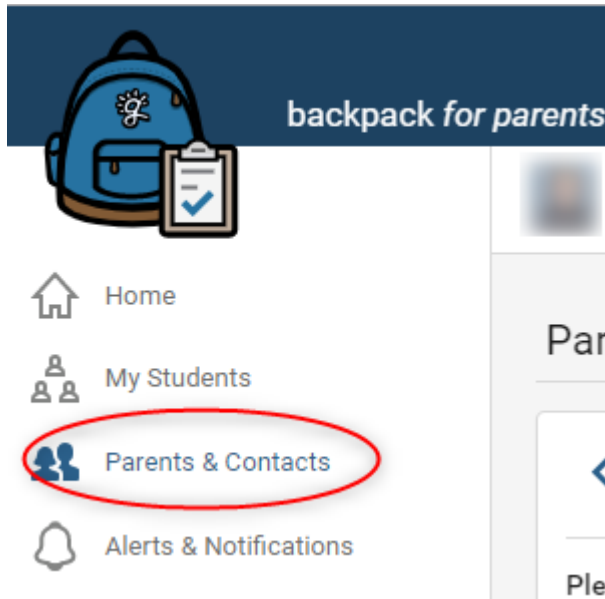 backpack for parents
Home
Par
My Students
Parents & Contacts
Alerts & Notifications
Ple